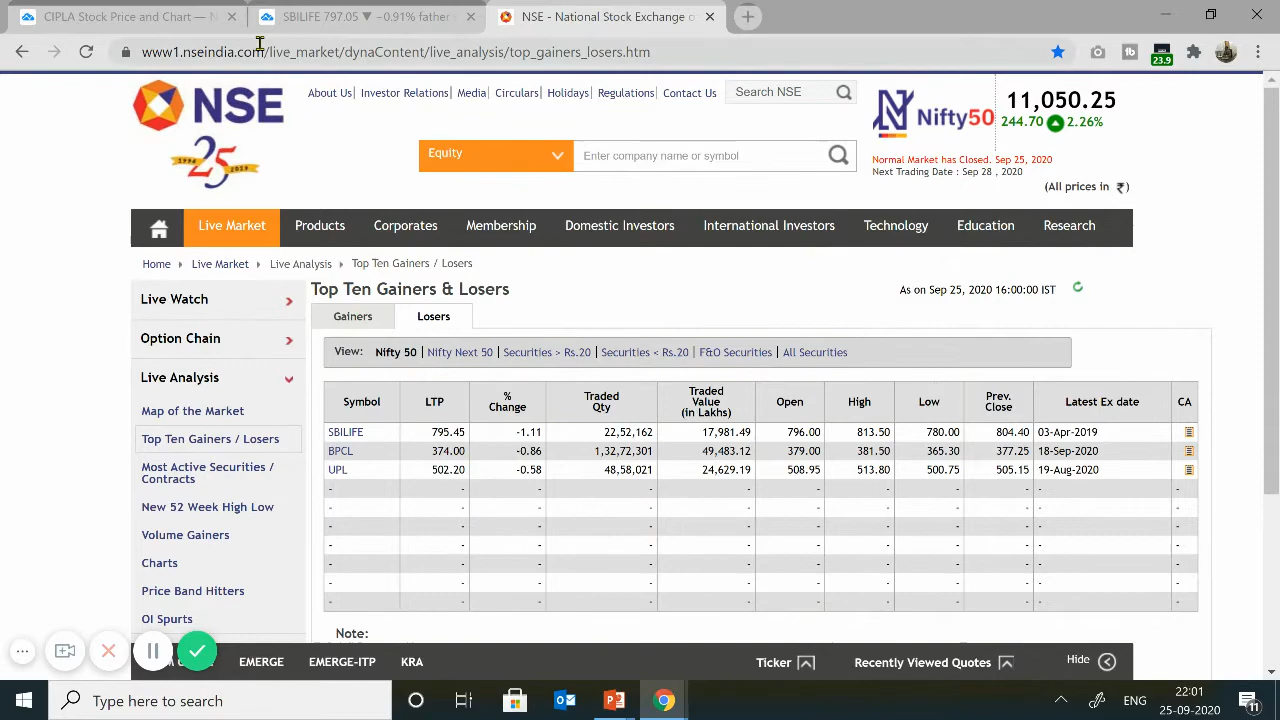 CIPLA Stock Price and Chart — N
SBILIFE 797.05 ▼ −0.91% father
NSE - National Stock Exchange o
www1.nseindia.com/live_market/dynaContent/live_analysis/top_gainers_losers.htm
23.9
NSE
25
About Us| Investor Relations| Media| Circulars| Holidays| Regulations| Contact Us
Search NSE
Equity
Enter company name or symbol
Nifty50
11,050.25
244.70 2.26%
Normal Market has Closed. Sep 25, 2020
Next Trading Date : Sep 28 , 2020
(All prices in ₹)
Live Market Products Corporates Membership Domestic Investors International Investors Technology Education Research
Home Live Market Live Analysis Top Ten Gainers / Losers
Live Watch
Option Chain
Live Analysis
Map of the Market
Top Ten Gainers / Losers
Most Active Securities /
Contracts
New 52 Week High Low
Volume Gainers
Charts
Price Band Hitters
OI Spurts
Top Ten Gainers & Losers
As on Sep 25, 2020 16:00:00 IST
Gainers Losers
View: Nifty 50 | Nifty Next 50 | Securities > Rs.20 | Securities < Rs.20 | F&O Securities | All Securities
Symbol LTP % Change Traded Qty Traded Value (in Lakhs) Open High Low Prev. Close Latest Ex date CA
SBILIFE 795.45 -1.11 22,52,162 17,981.49 796.00 813.50 780.00 804.40 03-Apr-2019
BPCL 374.00 -0.86 1,32,72,301 49,483.12 379.00 381.50 365.30 377.25 18-Sep-2020
UPL 502.20 -0.58 48,58,021 24,629.19 508.95 513.80 500.75 505.15 19-Aug-2020
- - - - - - - - - - -
- - - - - - - - - - -
- - - - - - - - - - -
- - - - - - - - - - -
- - - - - - - - - - -
- - - - - - - - - - -
- - - - - - - - - - -
Note:
EMERGE EMERGE-ITP KRA
Ticker Recently Viewed Quotes Hide
Type here to search
ENG
22:01
25-09-2020
11